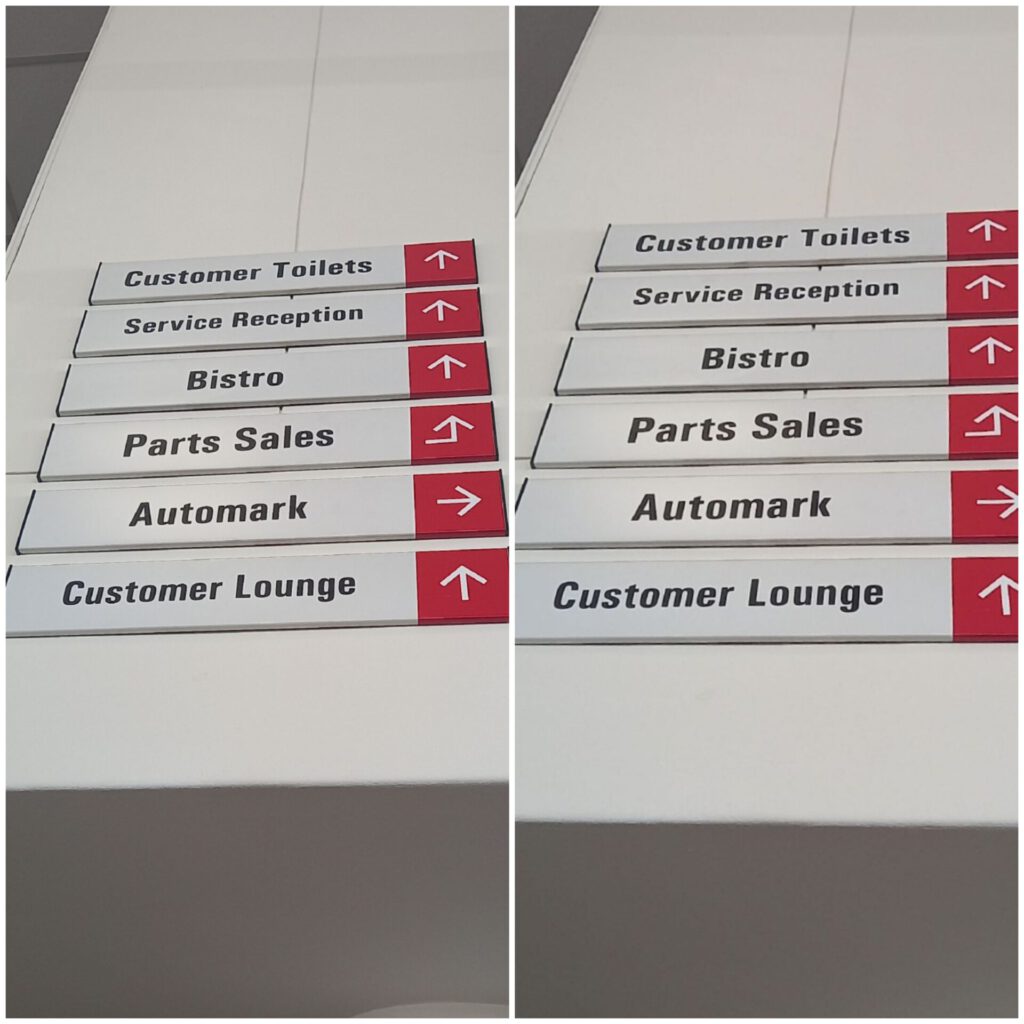 Customer Toilets
Service Reception
Bistro
Parts Sales
Automark
Customer Lounge
Customer Toilets
Service Reception
Bistro
Parts Sales
Automark
Customer Lounge